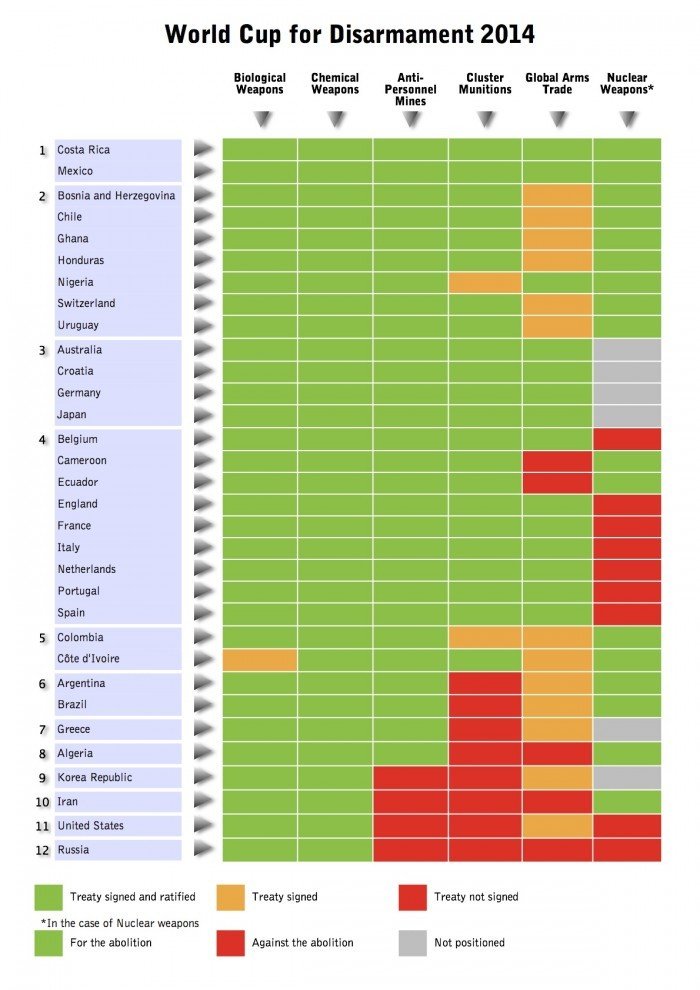 World Cup for Disarmament 2014
Biological Weapons
Chemical Weapons
Anti-Personnel Mines
Cluster Munitions
Global Arms Trade
Nuclear Weapons*
1 Costa Rica
Mexico
2 Bosnia and Herzegovina
Chile
Ghana
Honduras
Nigeria
Switzerland
Uruguay
3 Australia
Croatia
Germany
Japan
4 Belgium
Cameroon
Ecuador
England
France
Italy
Netherlands
Portugal
Spain
5 Colombia
Côte d'Ivoire
6 Argentina
Brazil
7 Greece
8 Algeria
9 Korea Republic
10 Iran
11 United States
12 Russia
Treaty signed and ratified
Treaty signed
Treaty not signed
*In the case of Nuclear weapons
For the abolition
Against the abolition
Not positioned